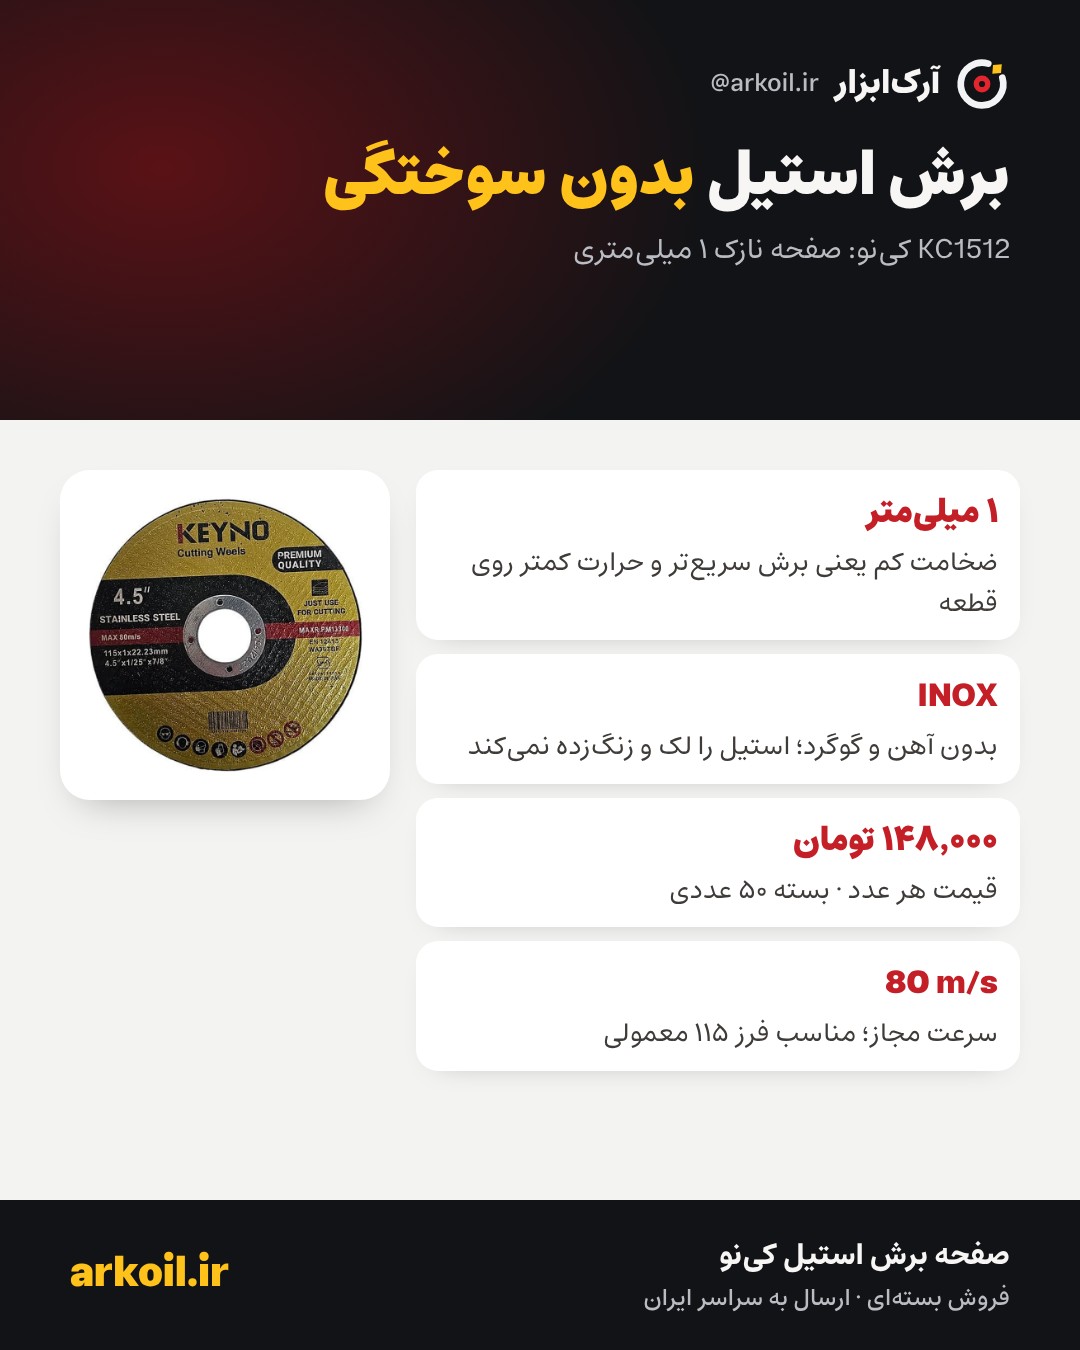 آرک‌ابزار @arkoil.ir
برش استیل بدون سوختگی
KC1512 کی‌نو: صفحه نازک ۱ میلی‌متری
۱ میلی‌متر
ضخامت کم یعنی برش سریع‌تر و حرارت کمتر روی
قطعه
INOX
بدون آهن و گوگرد؛ استیل را لک و زنگ‌زده نمی‌کند
۱۴۸,۰۰۰ تومان
قیمت هر عدد · بسته ۵۰ عددی
80 m/s
سرعت مجاز؛ مناسب فرز ۱۱۵ معمولی
KEYNO
Cutting Weels
PREMIUM
QUALITY
4.5"
STAINLESS STEEL
JUST USE
FOR CUTTING
MAX 80m/s
115x1x22.23mm
4.5"x1/25"x7/8"
صفحه برش استیل کی‌نو
فروش بسته‌ای · ارسال به سراسر ایران
arkoil.ir